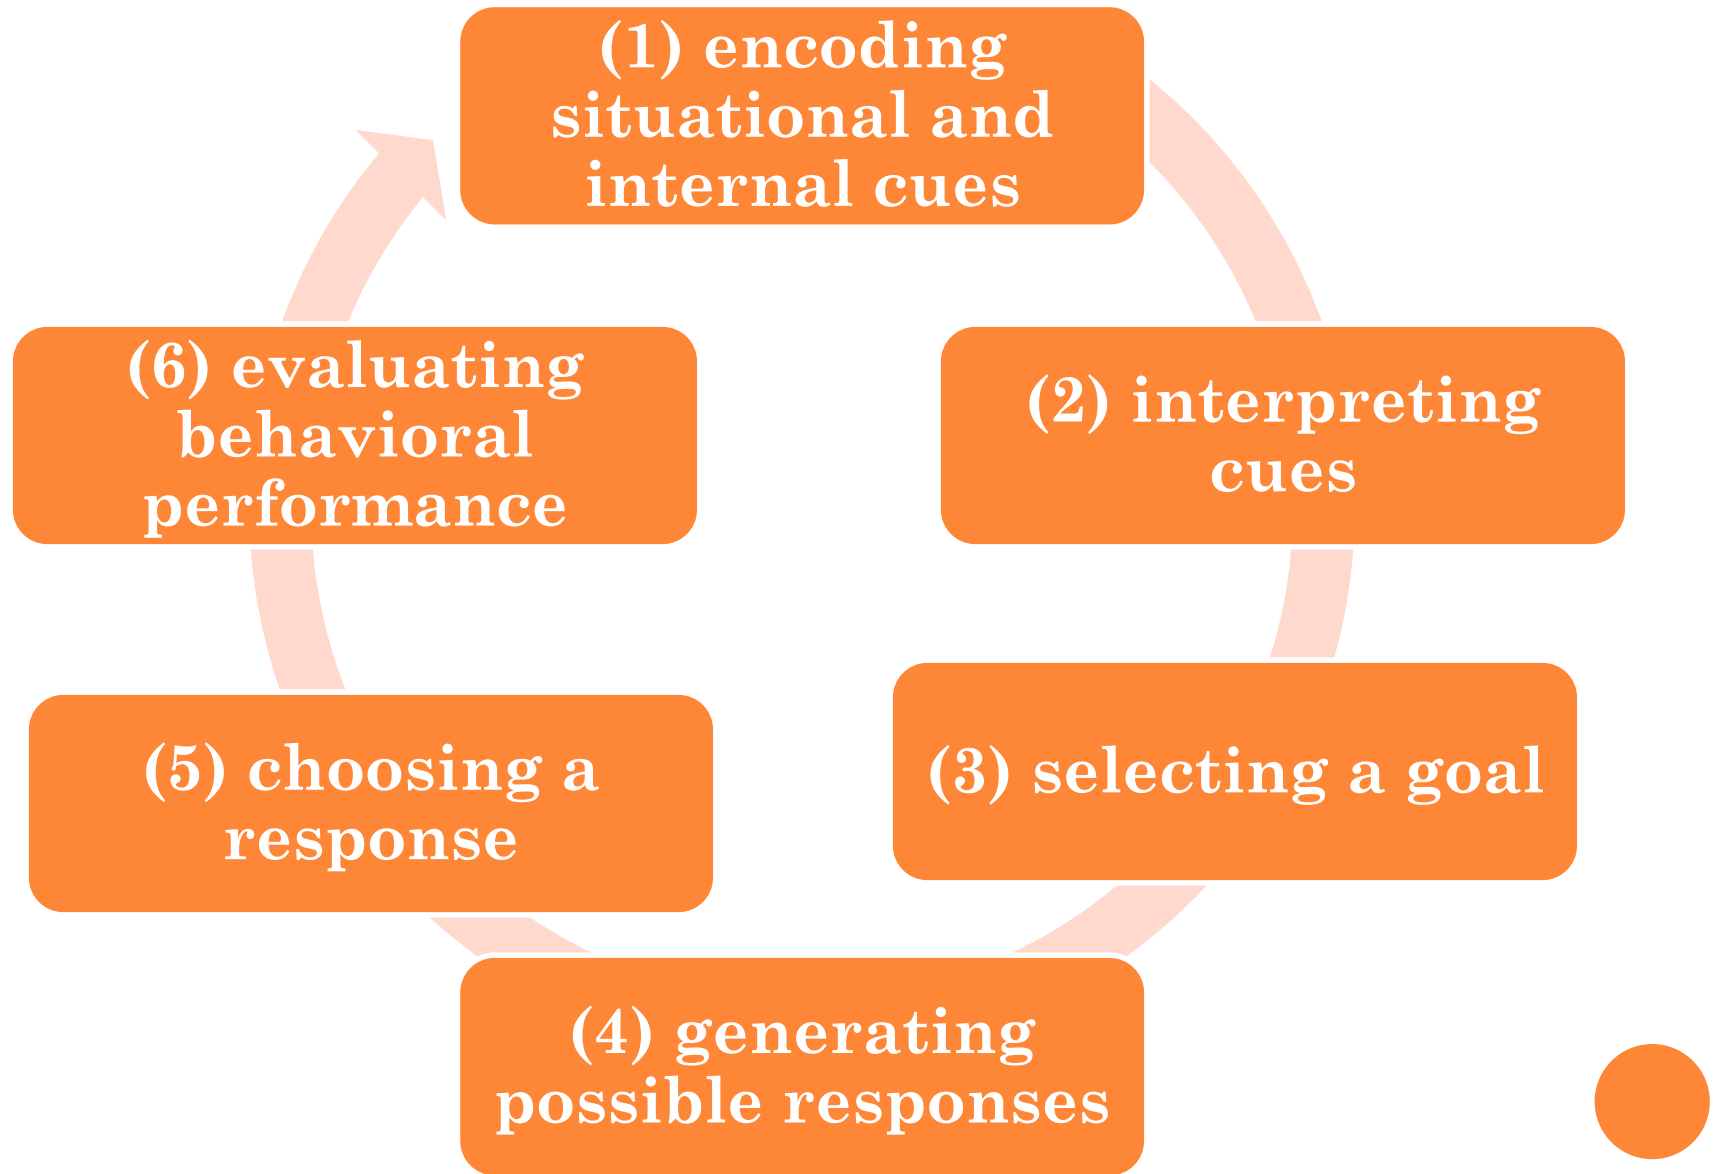 (1) encoding
situational and
internal cues
(2) interpreting
cues
(3) selecting a goal
(4) generating
possible responses
(5) choosing a
response
(6) evaluating
behavioral
performance